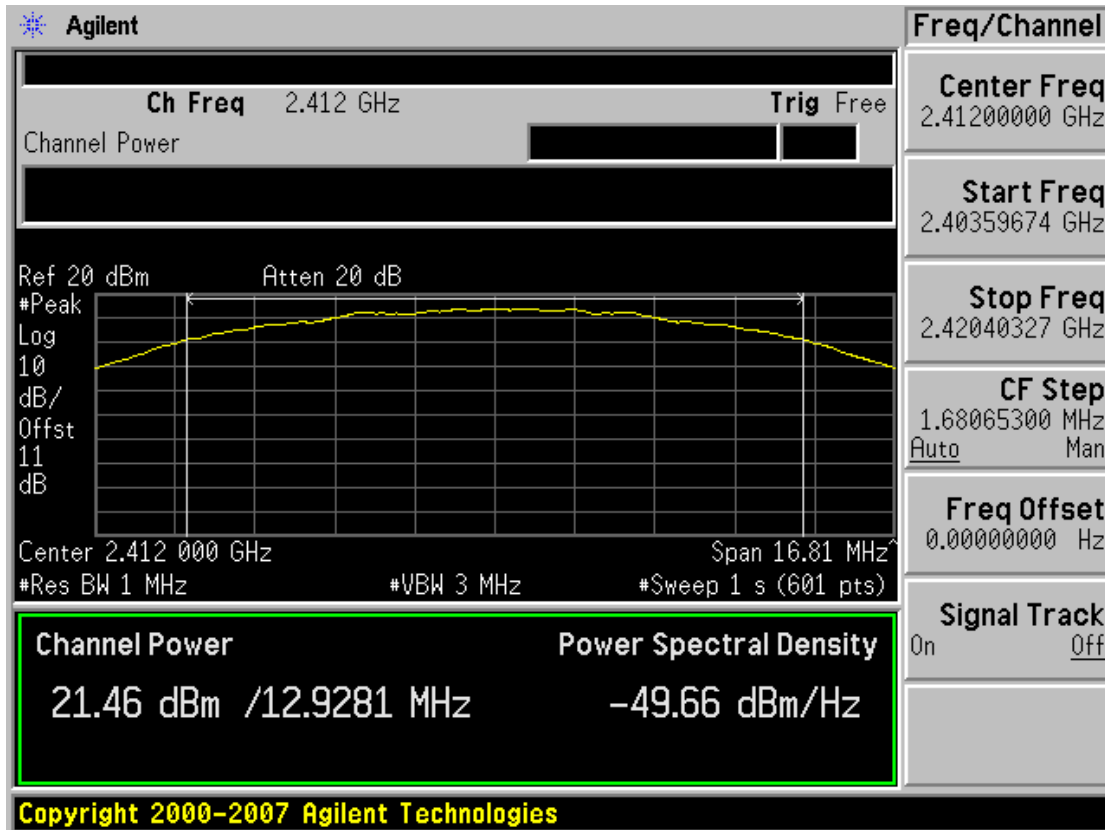 Agilent
Freq/Channel
Ch Freq 2.412 GHz Trig Free
Channel Power
Center Freq
2.41200000 GHz
Start Freq
2.40359674 GHz
Stop Freq
2.42040327 GHz
CF Step
1.68065300 MHz
Auto Man
Freq Offset
0.00000000 Hz
Signal Track
On Off
Ref 20 dBm Atten 20 dB
#Peak
Log
10
dB/
Offst
11
dB
Center 2.412 000 GHz Span 16.81 MHz^
#Res BW 1 MHz #VBW 3 MHz #Sweep 1 s (601 pts)
Channel Power Power Spectral Density
21.46 dBm /12.9281 MHz -49.66 dBm/Hz
Copyright 2000-2007 Agilent Technologies